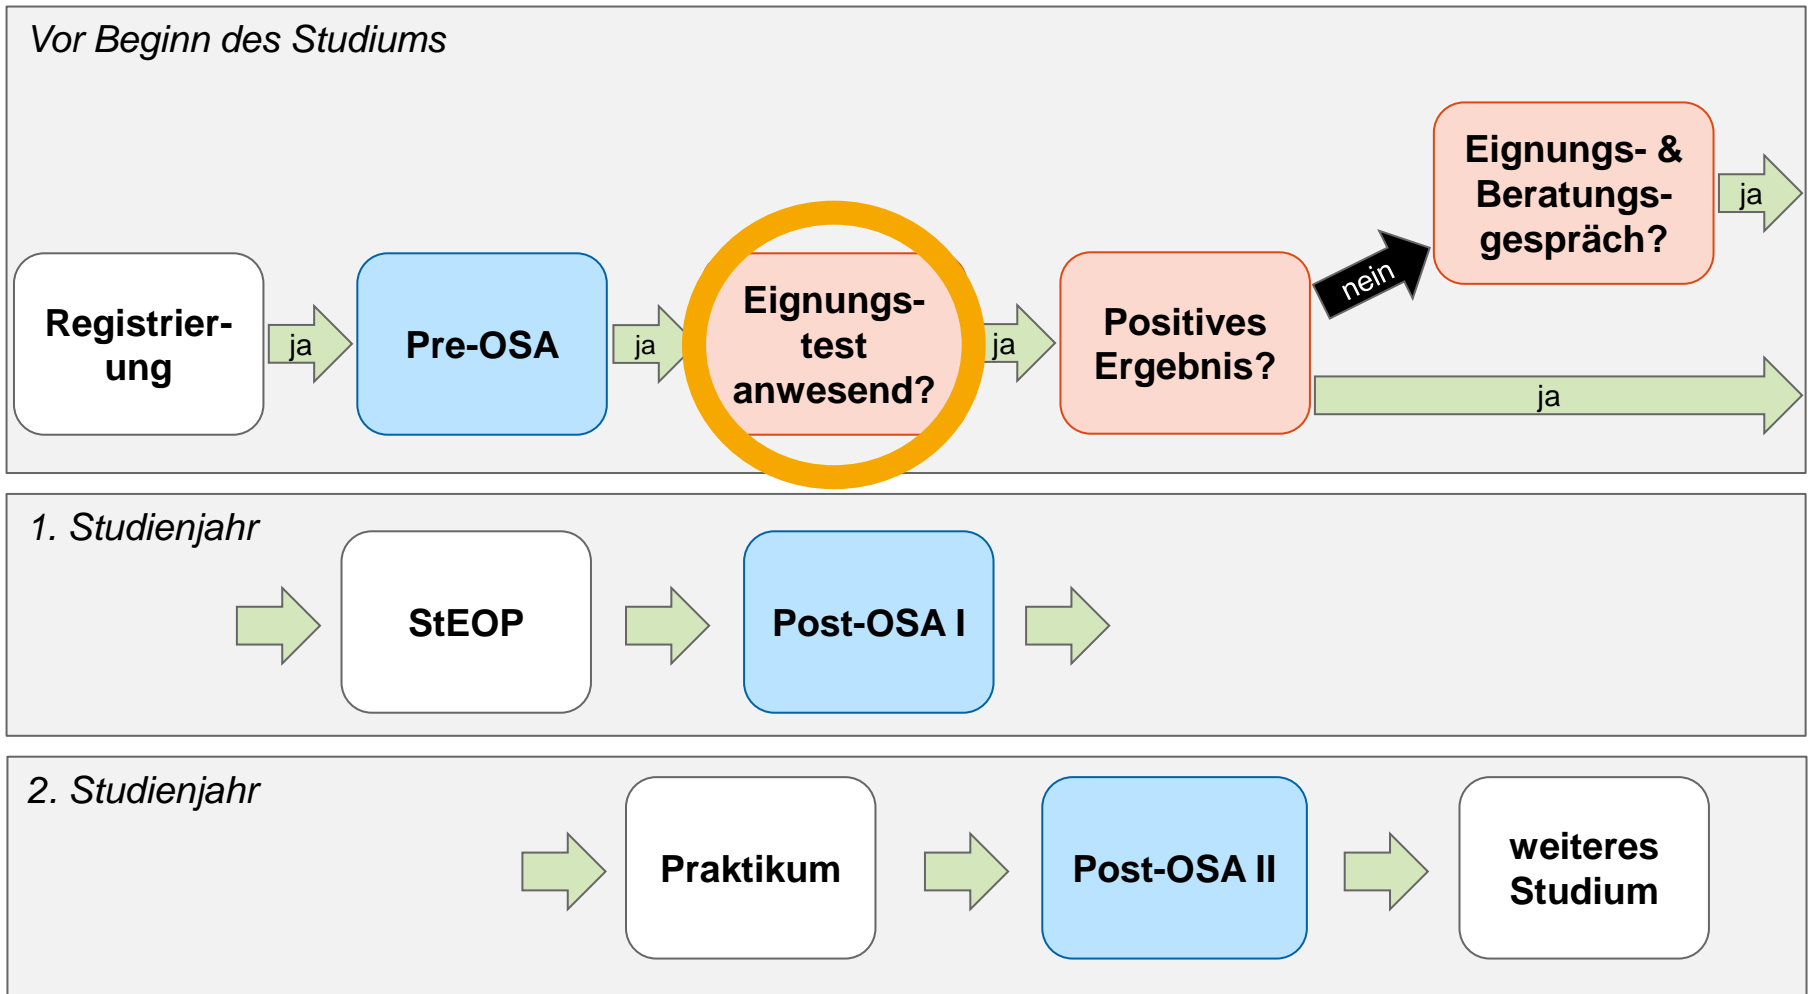 Vor Beginn des Studiums
Registrier-
ung
ja
Pre-OSA
ja
Eignungs-
test
anwesend?
ja
Positives
Ergebnis?
nein
Eignungs- &
Beratungs-
gespräch?
ja
ja
1. Studienjahr
StEOP
Post-OSA I
2. Studienjahr
Praktikum
Post-OSA II
weiteres
Studium